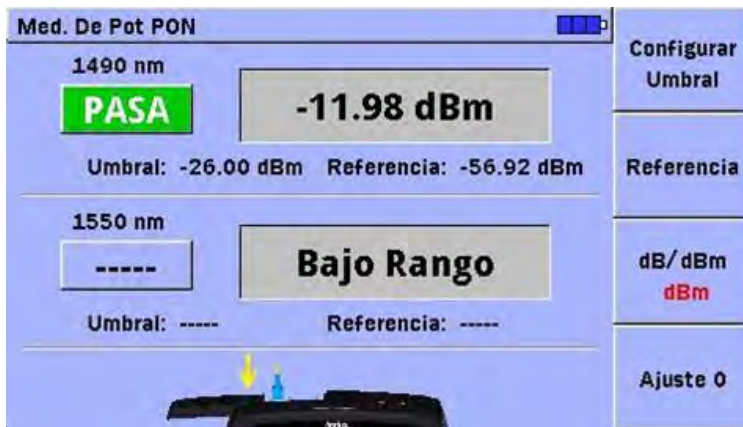 Med. De Pot PON
1490 nm
PASA
-11.98 dBm
Umbral: -26.00 dBm Referencia: -56.92 dBm
1550 nm
-----
Bajo Rango
Umbral: ----- Referencia: -----
Configurar
Umbral
Referencia
dB/dBm
dBm
Ajuste 0